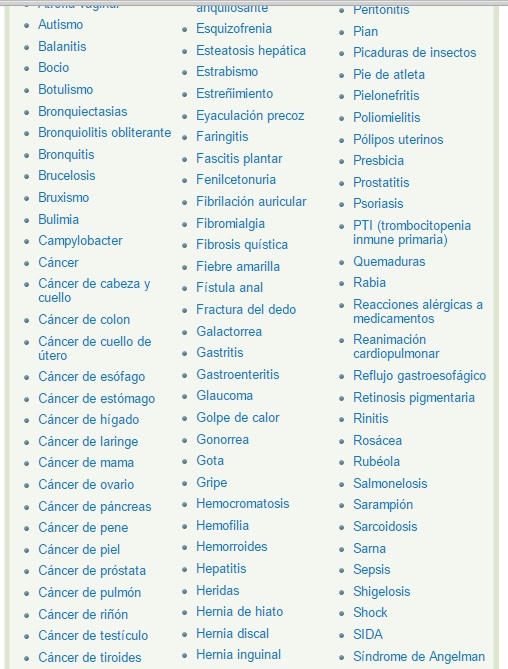 Atrofia vaginal
Autismo
Balanitis
Bocio
Botulismo
Bronquiectasias
Bronquiolitis obliterante
Bronquitis
Brucelosis
Bruxismo
Bulimia
Campylobacter
Cáncer
Cáncer de cabeza y
cuello
Cáncer de colon
Cáncer de cuello de
útero
Cáncer de esófago
Cáncer de estómago
Cáncer de hígado
Cáncer de laringe
Cáncer de mama
Cáncer de ovario
Cáncer de páncreas
Cáncer de pene
Cáncer de piel
Cáncer de próstata
Cáncer de pulmón
Cáncer de riñón
Cáncer de testículo
Cáncer de tiroides
anquilosante
Esquizofrenia
Esteatosis hepática
Estrabismo
Estreñimiento
Eyaculación precoz
Faringitis
Fascitis plantar
Fenilcetonuria
Fibrilación auricular
Fibromialgia
Fibrosis quística
Fiebre amarilla
Fístula anal
Fractura del dedo
Galactorrea
Gastritis
Gastroenteritis
Glaucoma
Golpe de calor
Gonorrea
Gota
Gripe
Hemocromatosis
Hemofilia
Hemorroides
Hepatitis
Heridas
Hernia de hiato
Hernia discal
Hernia inguinal
Peritonitis
Pian
Picaduras de insectos
Pie de atleta
Pielonefritis
Poliomielitis
Pólipos uterinos
Presbicia
Prostatitis
Psoriasis
PTI (trombocitopenia
inmune primaria)
Quemaduras
Rabia
Reacciones alérgicas a
medicamentos
Reanimación
cardiopulmonar
Reflujo gastroesofágico
Retinosis pigmentaria
Rinitis
Rosácea
Rubéola
Salmonelosis
Sarampión
Sarcoidosis
Sarna
Sepsis
Shigelosis
Shock
SIDA
Síndrome de Angelman